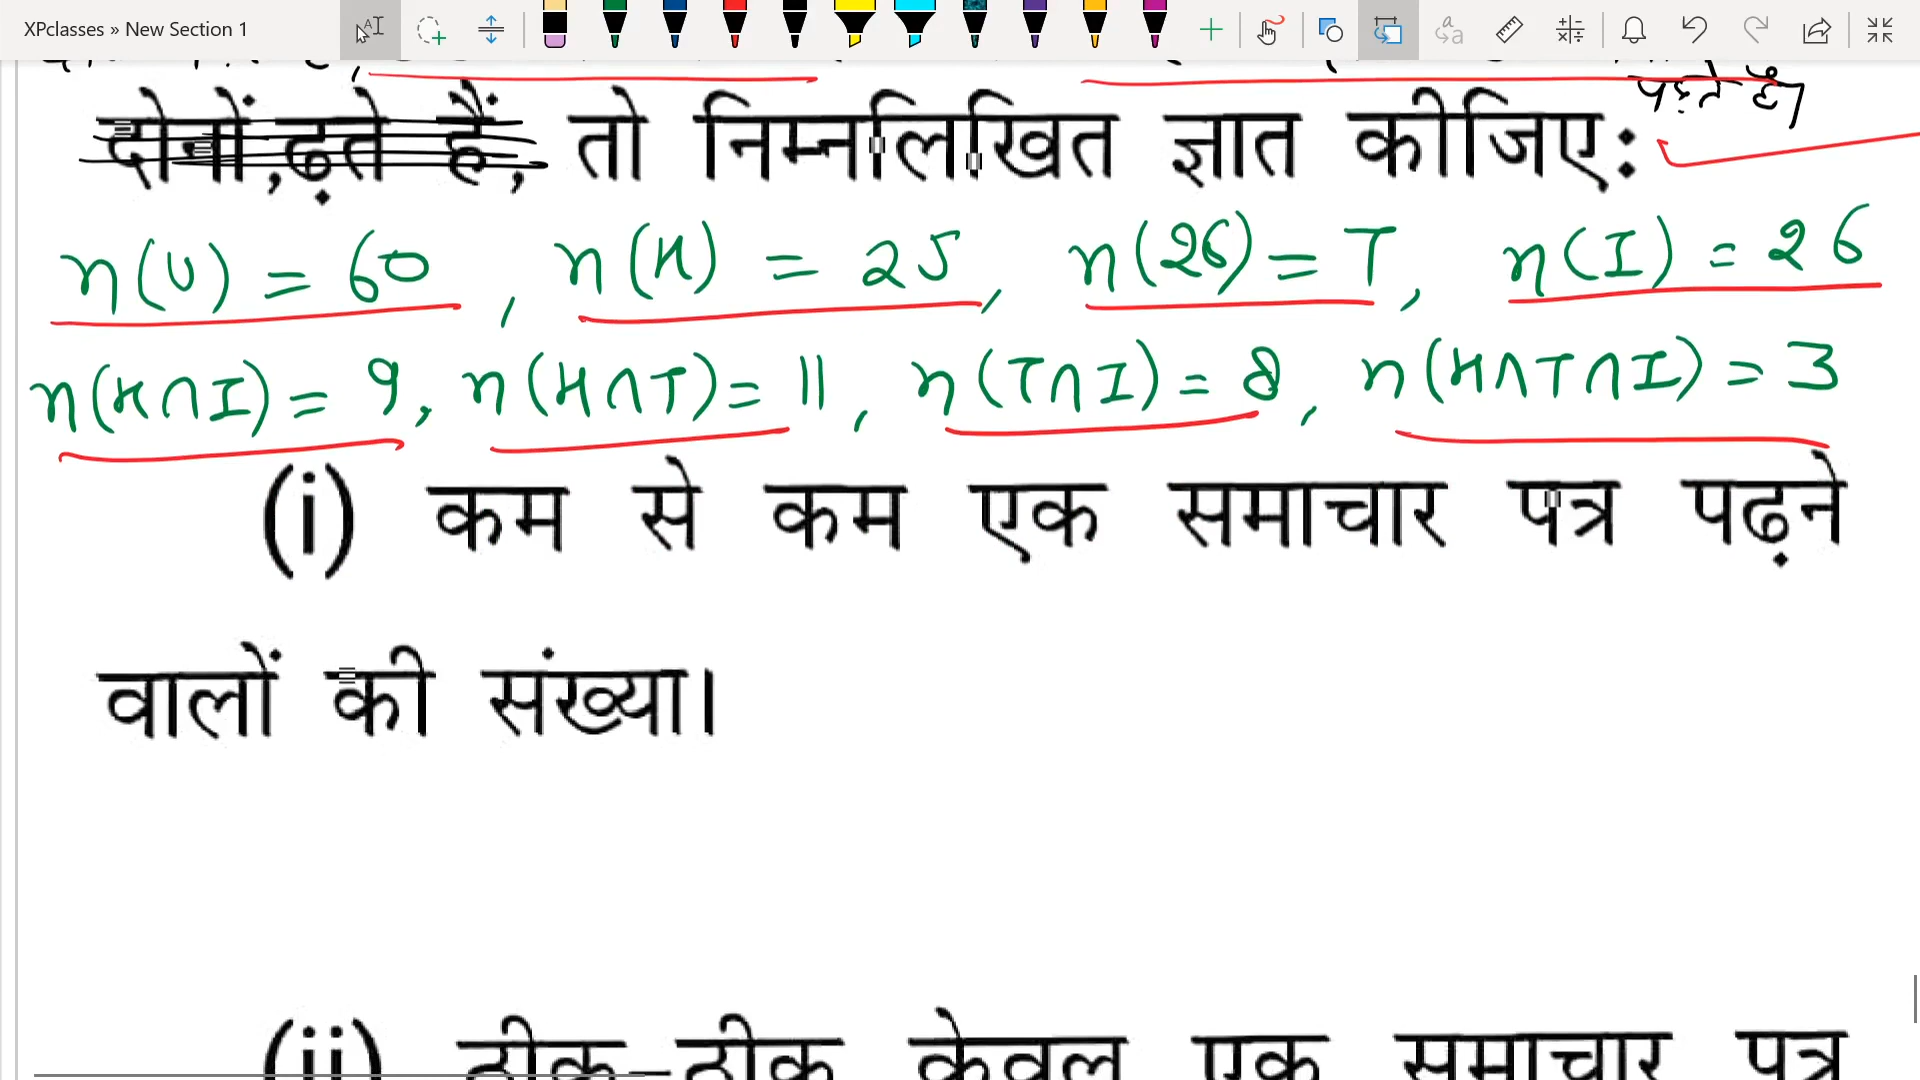 XPclasses » New Section 1
पढ़ते है।
दोनों,ढ़ते हैं, तो निम्नलिखित ज्ञात कीजिए:
n(U) = 60, n(H) = 25, n(26) = T, n(I) = 26
n(H∩I) = 9, n(H∩T) = 11, n(T∩I) = 8, n(H∩T∩I) = 3
(i) कम से कम एक समाचार पत्र पढ़ने
वालों की संख्या।
(ii) ठीक-ठीक केवल एक समाचार पत्र